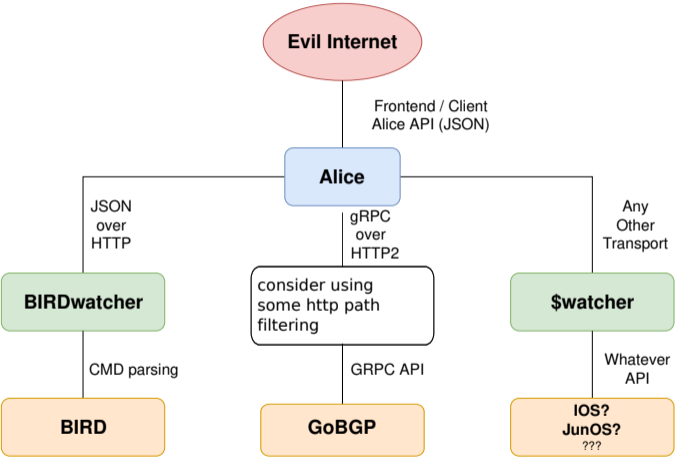 Evil Internet
Frontend / Client
Alice API (JSON)
Alice
JSON
over
HTTP
gRPC
over
HTTP2
Any
Other
Transport
BIRDwatcher
consider using
some http path
filtering
$watcher
CMD parsing
GRPC API
Whatever
API
BIRD
GoBGP
IOS?
JunOS?
???